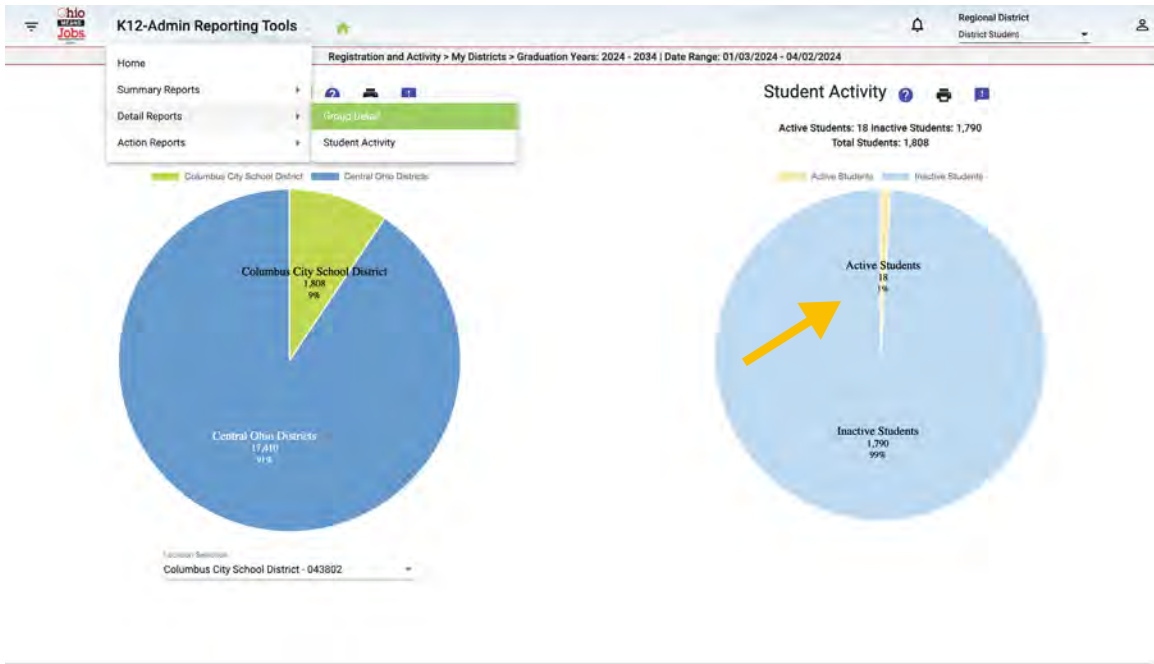 Ohio
MEANS
Jobs
K12-Admin Reporting Tools
Regional District
District Student
Registration and Activity > My Districts > Graduation Years: 2024 - 2034 | Date Range: 01/03/2024 - 04/02/2024
Home
Summary Reports
Detail Reports
Action Reports
Group Detail
Student Activity
Columbus City School District
Central Ohio Districts
Columbus City School District
1,808
9%
Central Ohio Districts
17,610
91%
Location Selection
Columbus City School District - 043802
Student Activity
Active Students: 18 Inactive Students: 1,790
Total Students: 1,808
Active Students
Inactive Students
Active Students
18
1%
Inactive Students
1,790
99%